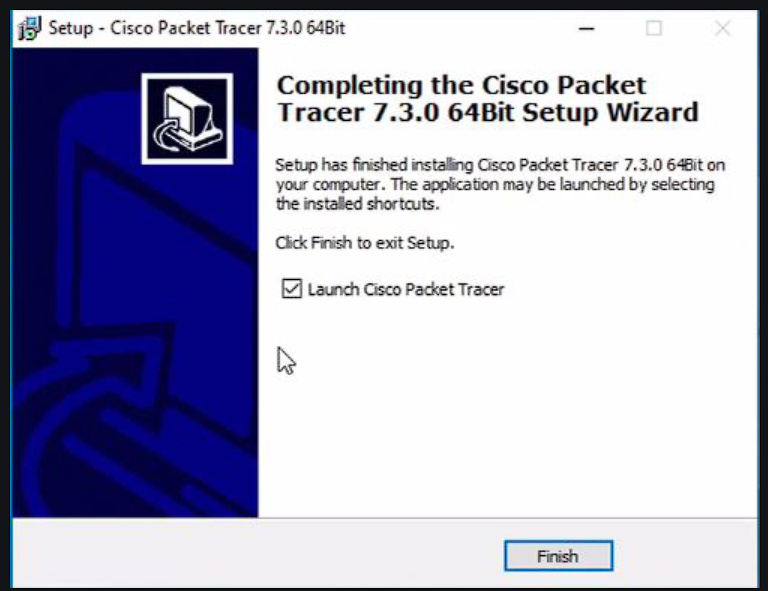 Setup - Cisco Packet Tracer 7.3.0 64Bit
Completing the Cisco Packet
Tracer 7.3.0 64Bit Setup Wizard
Setup has finished installing Cisco Packet Tracer 7.3.0 64Bit on
your computer. The application may be launched by selecting
the installed shortcuts.
Click Finish to exit Setup.
Launch Cisco Packet Tracer
Finish